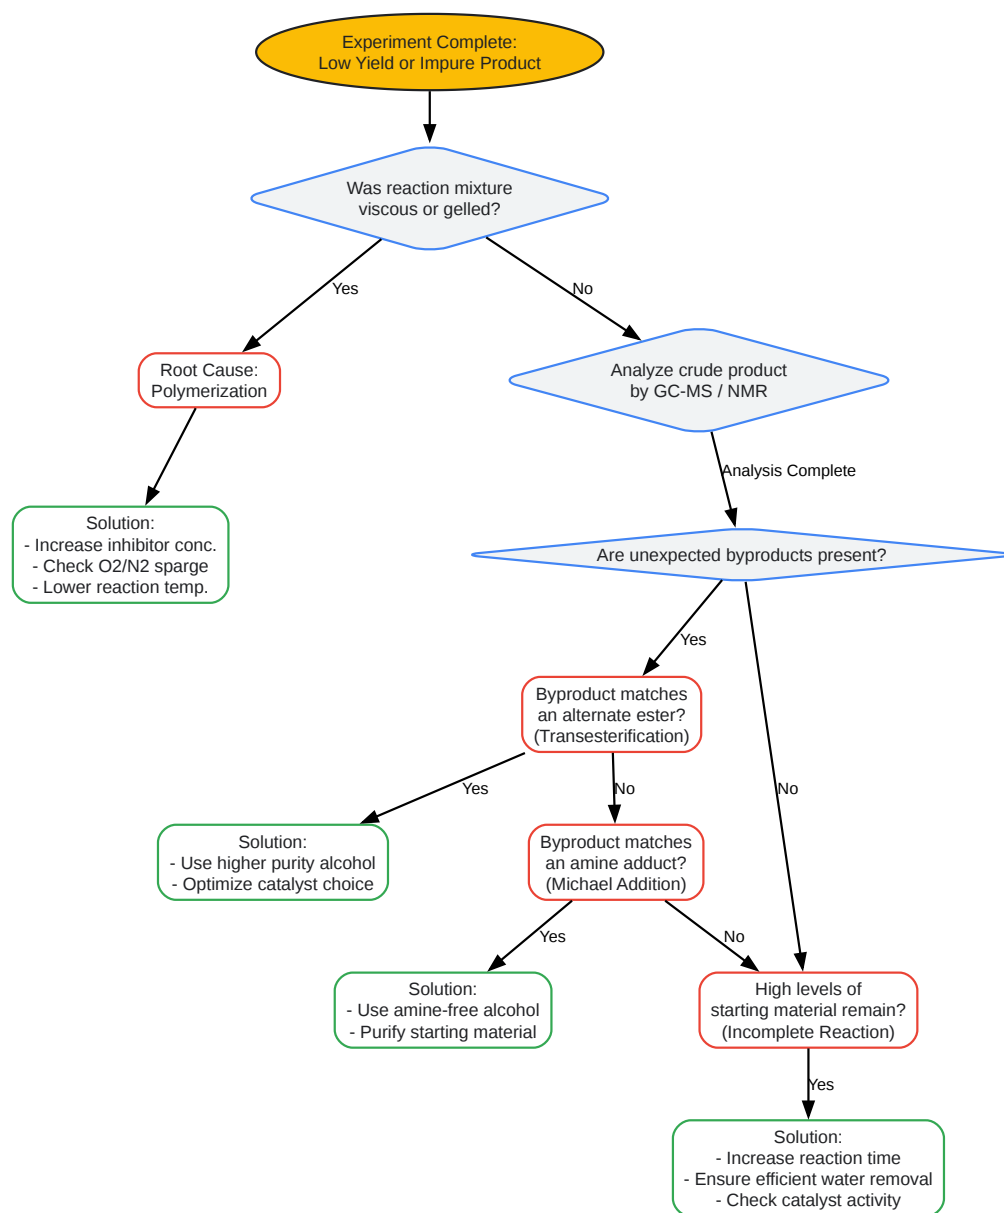 Experiment Complete:
Low Yield or Impure Product
Was reaction mixture
viscous or gelled?
Yes
No
Root Cause:
Polymerization
Analyze crude product
by GC-MS / NMR
Analysis Complete
Solution:
- Increase inhibitor conc.
- Check O2/N2 sparge
- Lower reaction temp.
Are unexpected byproducts present?
Yes
Byproduct matches
an alternate ester?
(Transesterification)
Yes
No
No
Solution:
- Use higher purity alcohol
- Optimize catalyst choice
Byproduct matches
an amine adduct?
(Michael Addition)
Yes
No
Solution:
- Use amine-free alcohol
- Purify starting material
High levels of
starting material remain?
(Incomplete Reaction)
Yes
Solution:
- Increase reaction time
- Ensure efficient water removal
- Check catalyst activity